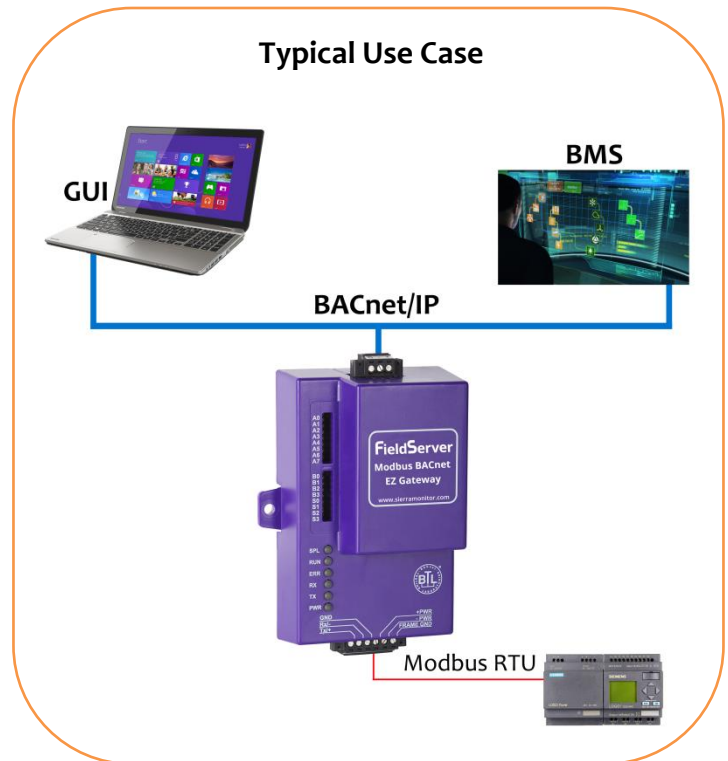 Typical Use Case
GUI
BMS
BACnet/IP
A0
A1
A2
A3
A4
A5
A6
A7
B0
B1
B2
B3
S0
S1
S2
S3
FieldServer
Modbus BACnet
EZ Gateway
www.sierramonitor.com
SPL
RUN
ERR
RX
TX
PWR
BTL
GND
+PWR
-PWR
FRAME GND
Modbus RTU
SIEMENS